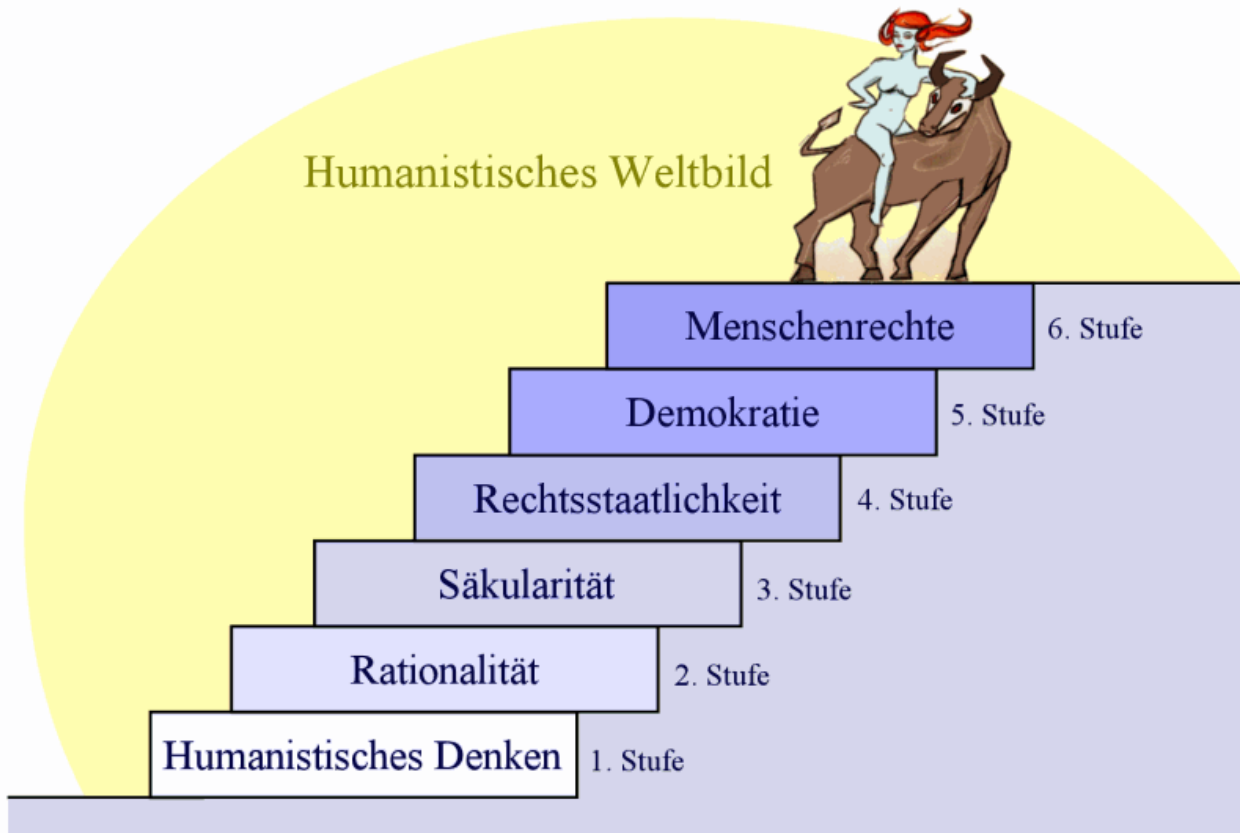 Humanistisches Weltbild
Menschenrechte 6. Stufe
Demokratie 5. Stufe
Rechtsstaatlichkeit 4. Stufe
Säkularität 3. Stufe
Rationalität 2. Stufe
Humanistisches Denken 1. Stufe